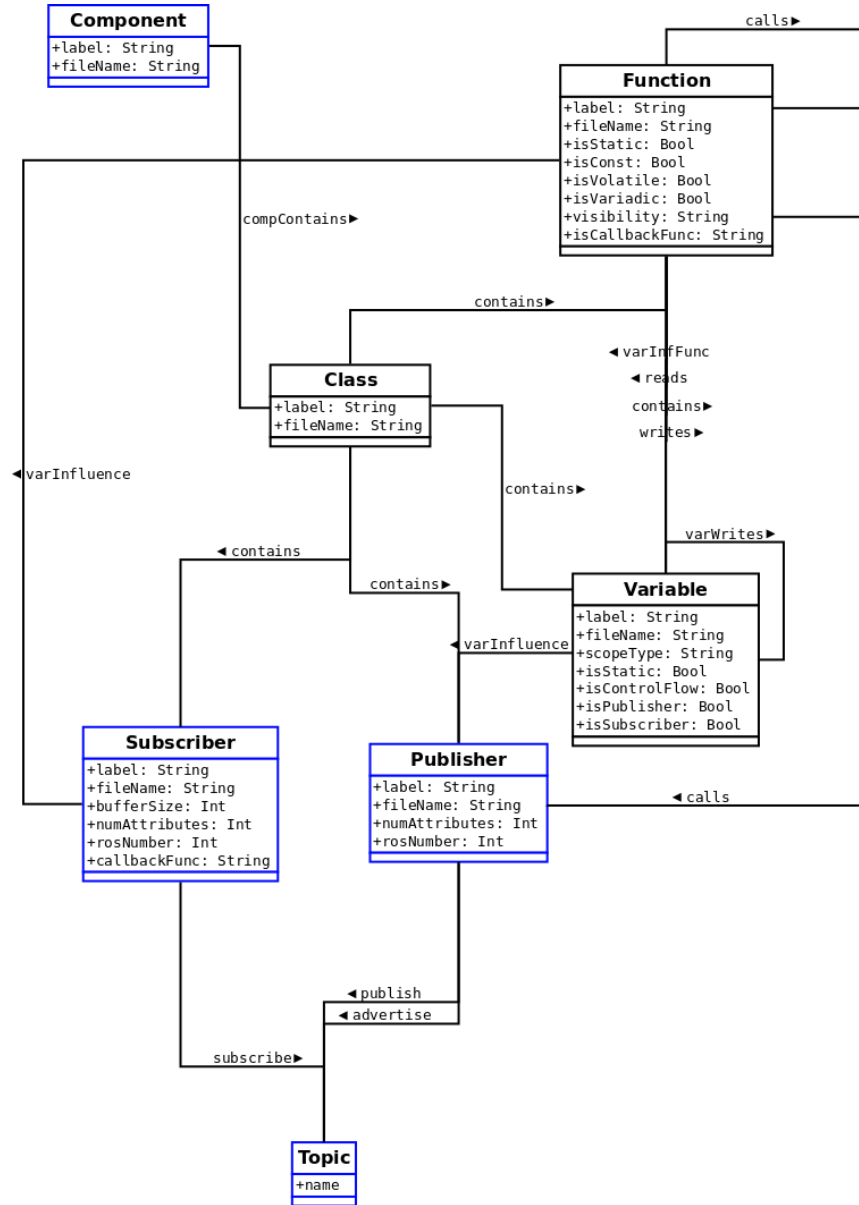 Component
+label: String
+fileName: String
calls►
Function
+label: String
+fileName: String
+isStatic: Bool
+isConst: Bool
+isVolatile: Bool
+isVariadic: Bool
+visibility: String
+isCallbackFunc: String
compContains►
contains►
◄varInfFunc
◄reads
contains►
writes►
Class
+label: String
+fileName: String
◄varInfluence
contains►
varWrites►
◄contains
contains►
Variable
+label: String
+fileName: String
+scopeType: String
+isStatic: Bool
+isControlFlow: Bool
+isPublisher: Bool
+isSubscriber: Bool
◄varInfluence
Subscriber
+label: String
+fileName: String
+bufferSize: Int
+numAttributes: Int
+rosNumber: Int
+callbackFunc: String
Publisher
+label: String
+fileName: String
+numAttributes: Int
+rosNumber: Int
◄calls
◄publish
◄advertise
subscribe►
Topic
+name